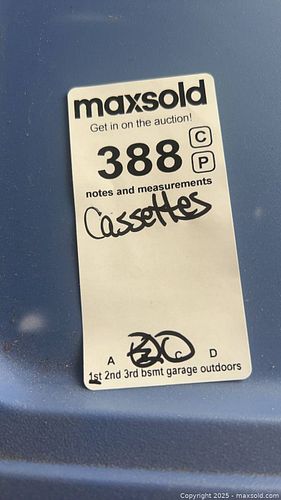 maxsold
Get in on the auction!
388 C
P
notes and measurements
Cassettes
A C D
1st 2nd 3rd bsmt garage outdoors
Copyright © 2025 - maxsold.com